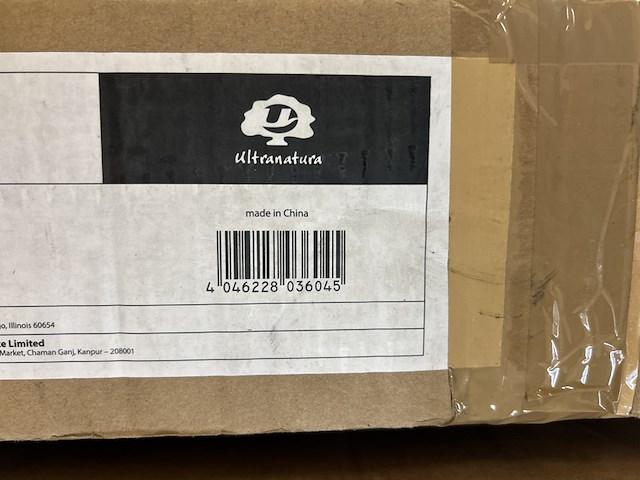 Ultranatura
made in China
4 046228 036045
Illinois 60654
Limited
Market, Chaman Ganj, Kanpur – 208001